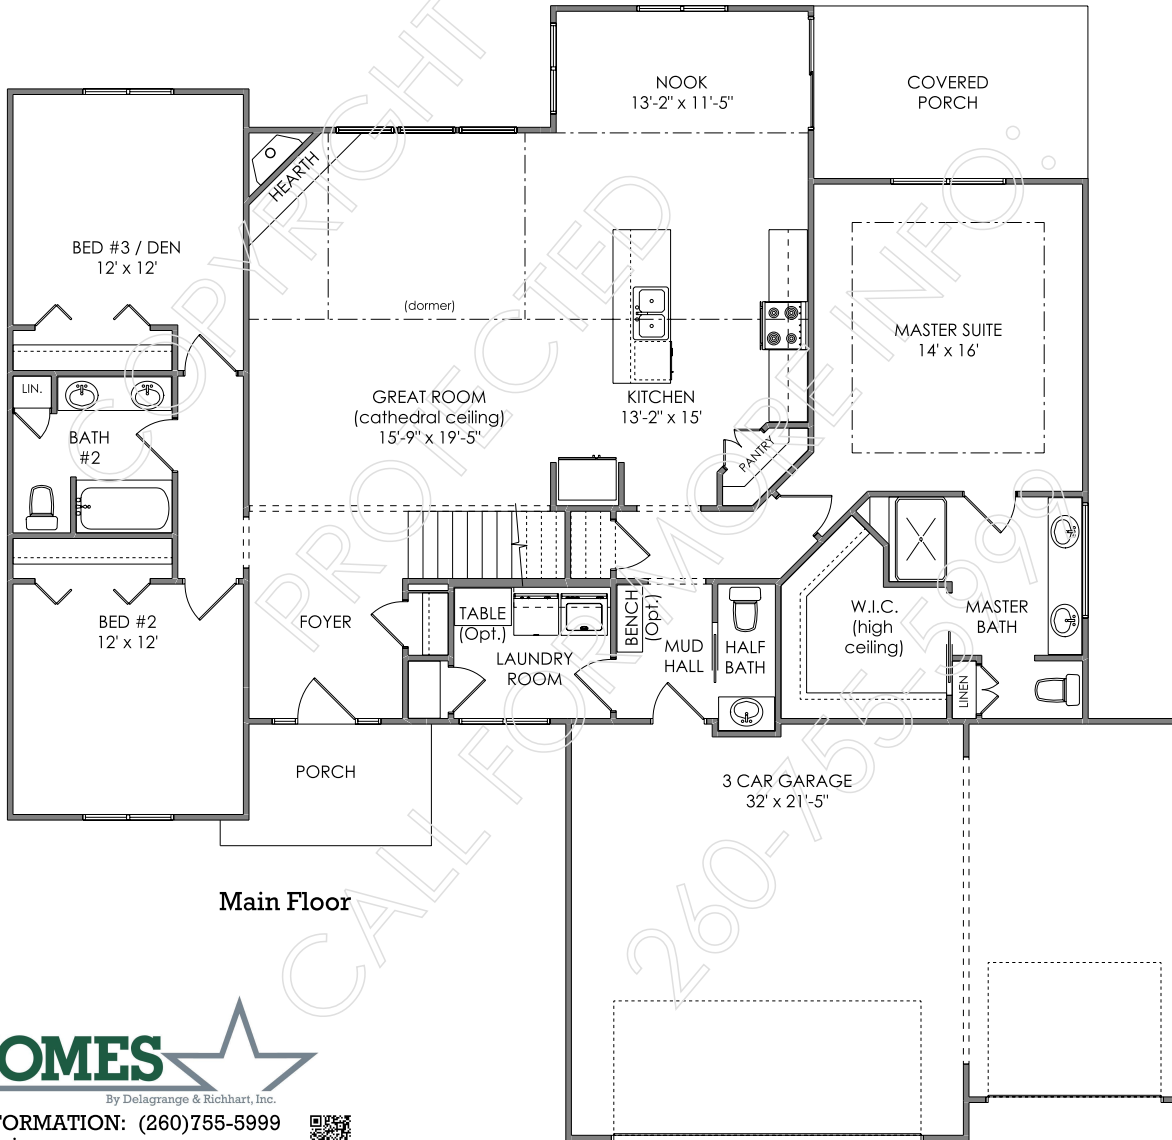 NOOK
13'-2" x 11'-5"
COVERED
PORCH
HEARTH
BED #3 / DEN
12' x 12'
(dormer)
MASTER SUITE
14' x 16'
GREAT ROOM
(cathedral ceiling)
15'-9" x 19'-5"
KITCHEN
13'-2" x 15'
LIN.
BATH
#2
PANTRY
BED #2
12' x 12'
FOYER
TABLE
(Opt.)
LAUNDRY
ROOM
BENCH
(Opt.)
MUD
HALL
HALF
BATH
W.I.C.
(high
ceiling)
MASTER
BATH
LINEN
PORCH
3 CAR GARAGE
32' x 21'-5"
Main Floor
COPYRIGHT
PROTECTED
CALL FOR MORE INFO:
260-755-5999
OMES
By Delagrange & Richhart, Inc.
FORMATION: (260)755-5999